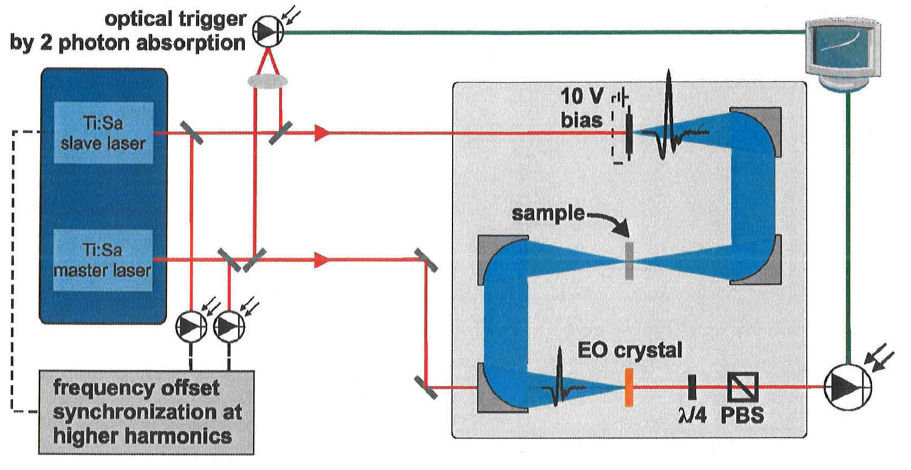 optical trigger
by 2 photon absorption
Ti:Sa
slave laser
10 V
bias
sample
Ti:Sa
master laser
EO crystal
λ/4
PBS
frequency offset
synchronization at
higher harmonics